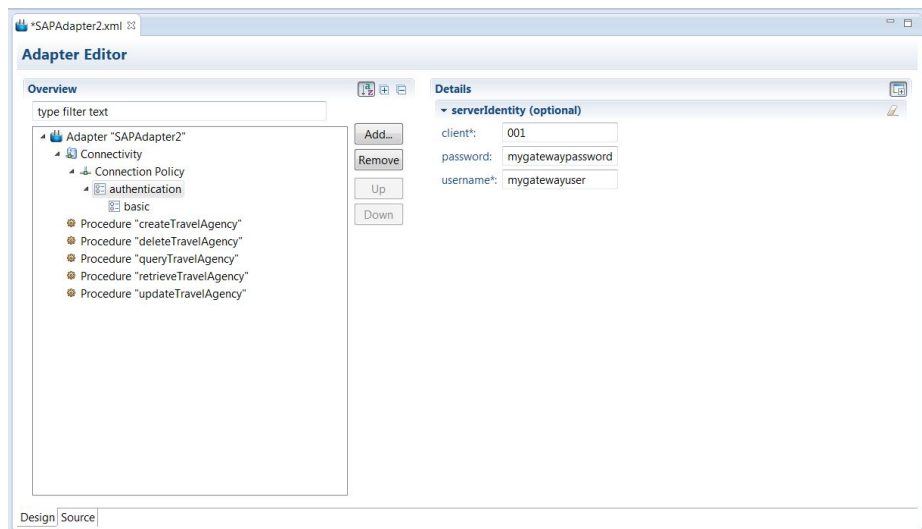 *SAPAdapter2.xml
Adapter Editor
Overview
type filter text
Adapter "SAPAdapter2"
Connectivity
Connection Policy
authentication
basic
Procedure "createTravelAgency"
Procedure "deleteTravelAgency"
Procedure "queryTravelAgency"
Procedure "retrieveTravelAgency"
Procedure "updateTravelAgency"
Add...
Remove
Up
Down
Details
serverIdentity (optional)
client*: 001
password: mygatewaypassword
username*: mygatewayuser
Design Source